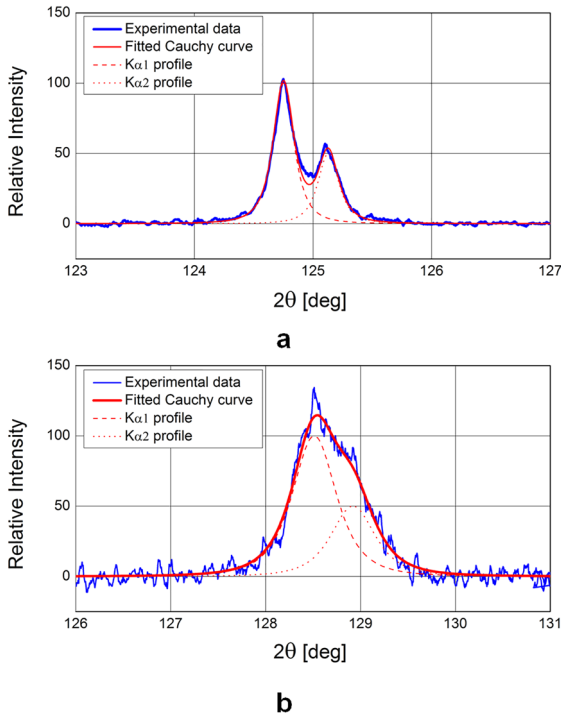 150
100
50
0
Relative Intensity
Experimental data
Fitted Cauchy curve
Kα1 profile
Kα2 profile
123 124 125 126 127
2θ [deg]
a
150
100
50
0
Relative Intensity
Experimental data
Fitted Cauchy curve
Kα1 profile
Kα2 profile
126 127 128 129 130 131
2θ [deg]
b